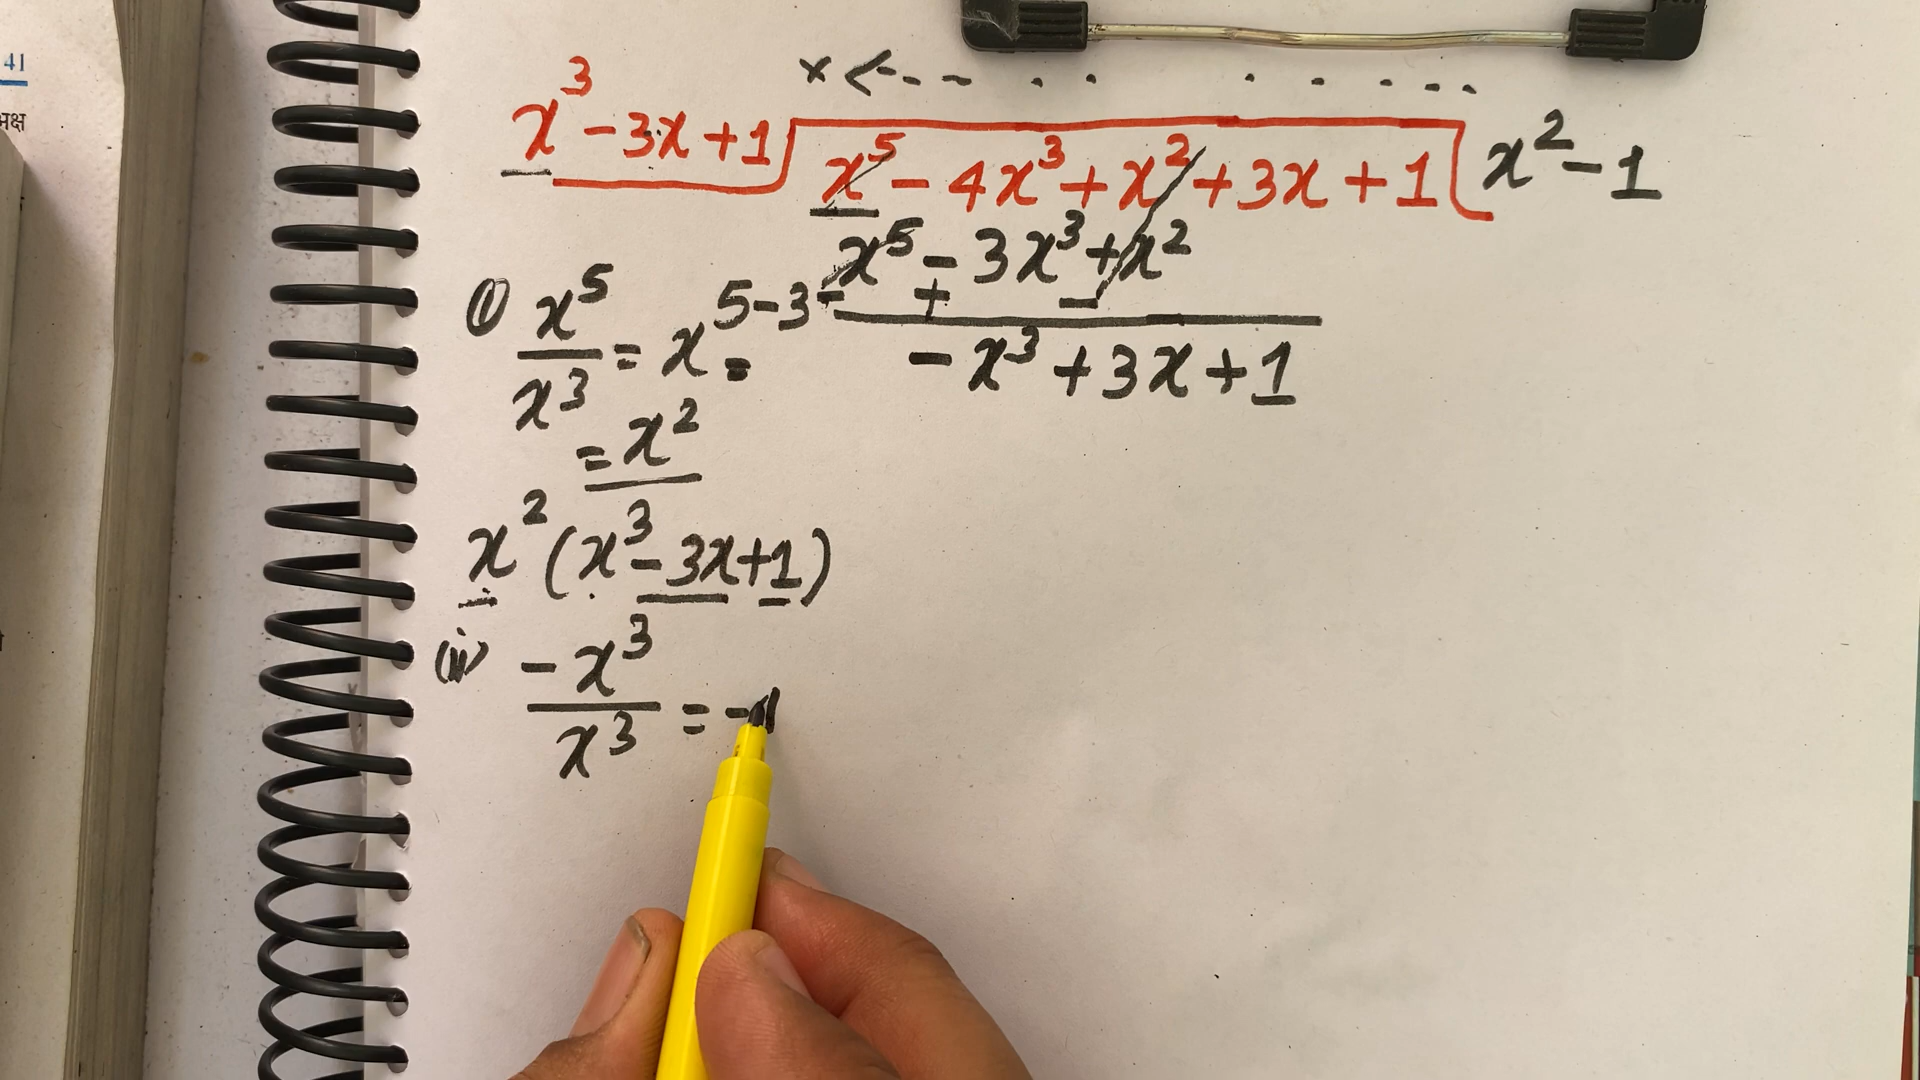 41
अक्ष
x <- - - . . . . . . .
x³ - 3x + 1 ) x⁵ - 4x³ + x² + 3x + 1 ( x² - 1
x⁵ - 3x³ + x²
- + -
- x³ + 3x + 1
(i) x⁵/x³ = x⁵⁻³ =
= x²
x² (x³ - 3x + 1)
(ii) - x³/x³ = -1